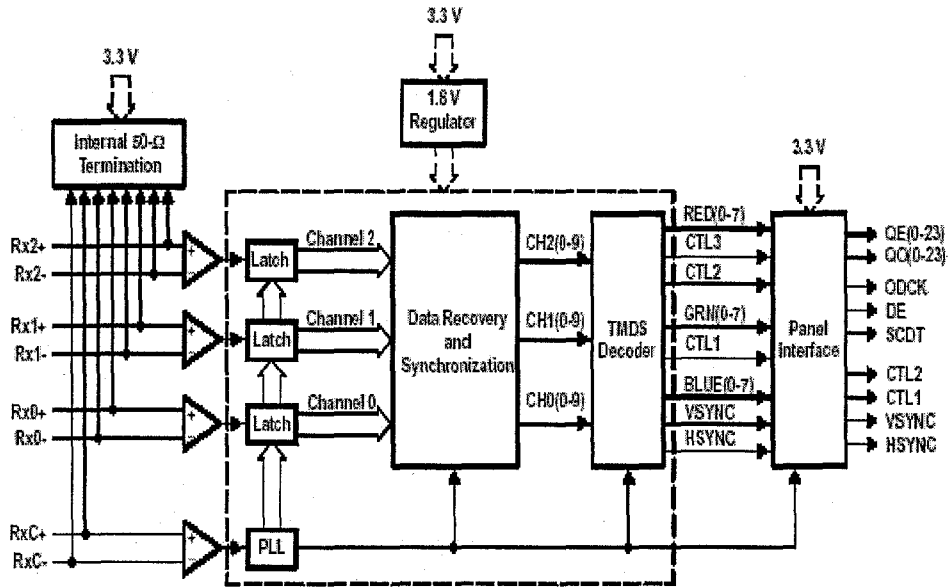 3.3 V
3.3 V
1.8 V
Regulator
Internal 50-Ω
Termination
3.3 V
Rx2+
Rx2-
Rx1+
Rx1-
Rx0+
Rx0-
RxC+
RxC-
+
−
+
−
+
−
+
−
Latch
Latch
Latch
PLL
Channel 2
Channel 1
Channel 0
Data Recovery
and
Synchronization
CH2(0-9)
CH1(0-9)
CH0(0-9)
TMDS
Decoder
RED(0-7)
CTL3
CTL2
GRN(0-7)
CTL1
BLUE(0-7)
VSYNC
HSYNC
Panel
Interface
QE(0-23)
QO(0-23)
ODCK
DE
SCDT
CTL2
CTL1
VSYNC
HSYNC